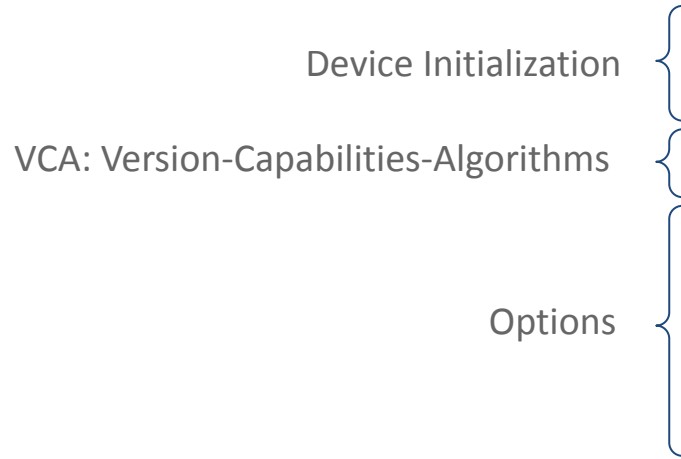 Device Initialization
VCA: Version-Capabilities-Algorithms
Options